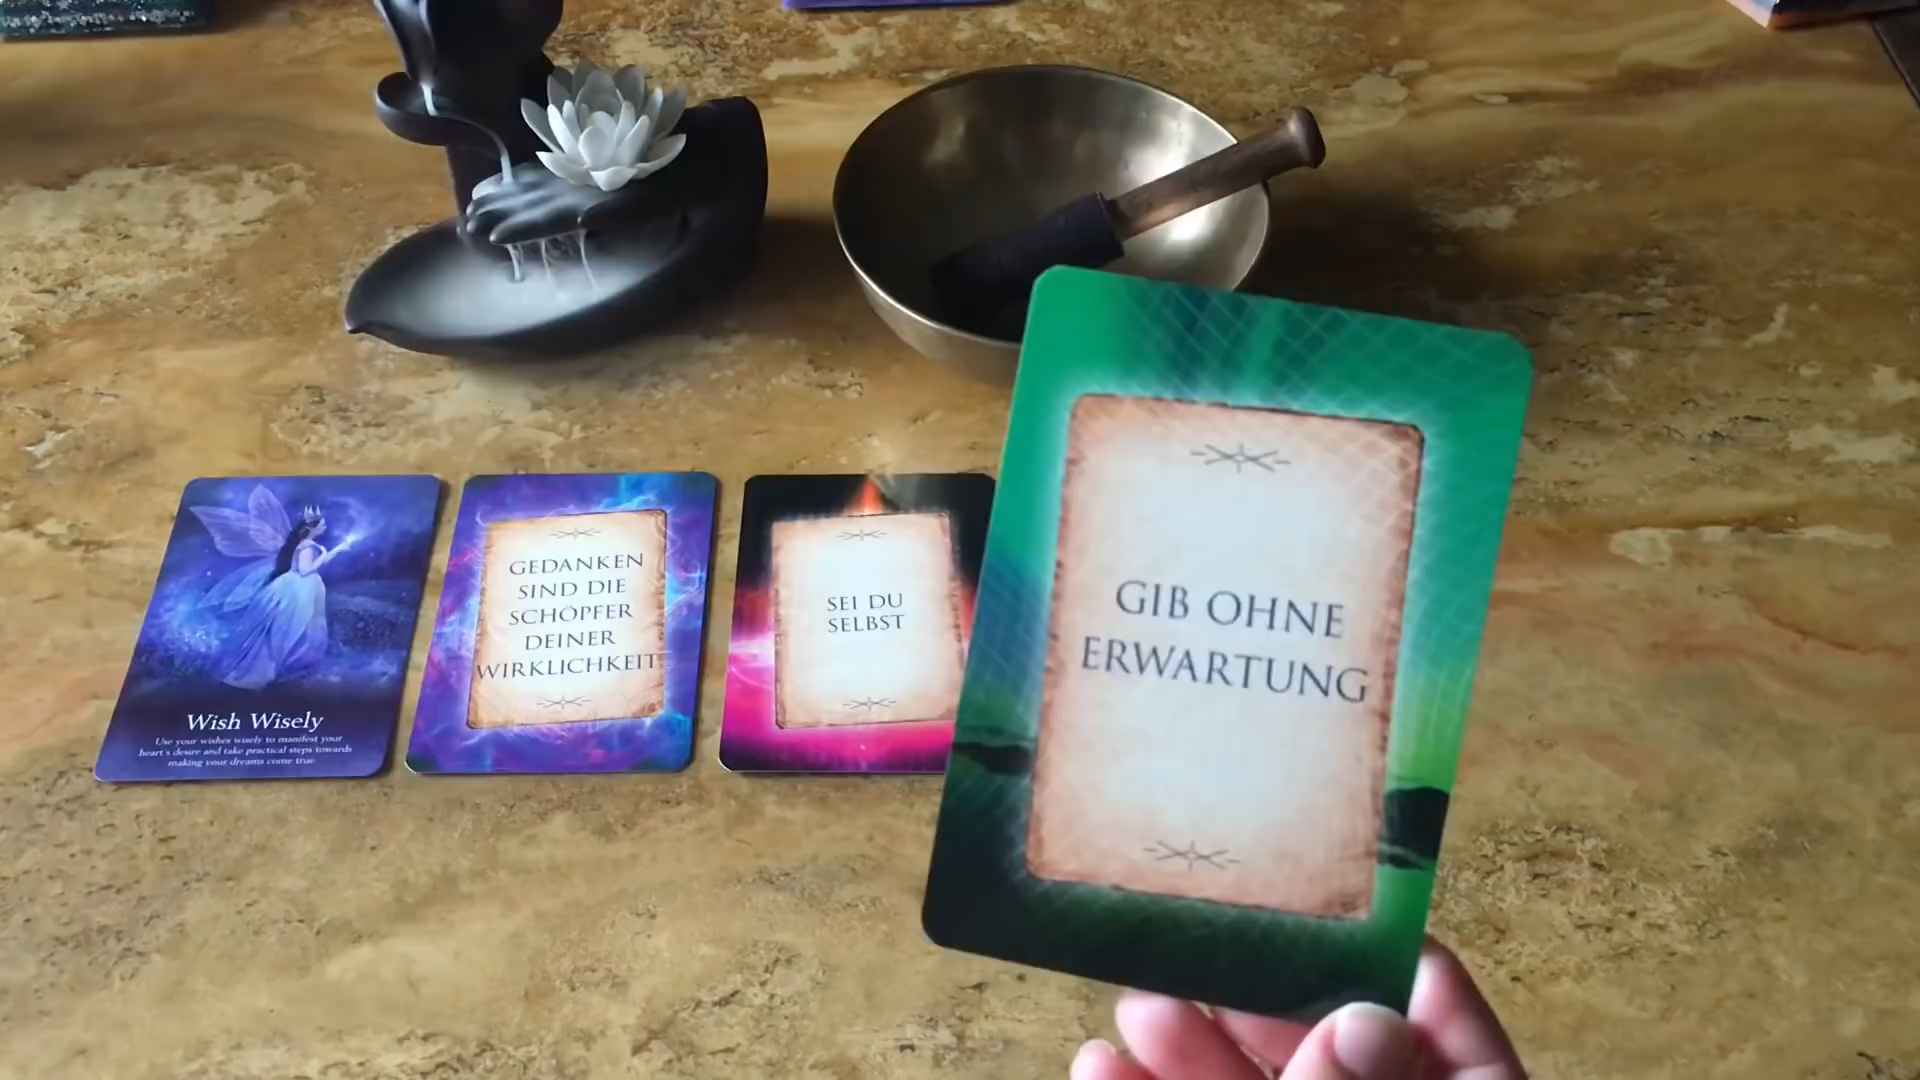 Wish Wisely
Use your wishes wisely to manifest your
heart's desire and take practical steps towards
making your dreams come true
GEDANKEN
SIND DIE
SCHÖPFER
DEINER
WIRKLICHKEIT
SEI DU
SELBST
GIB OHNE
ERWARTUNG